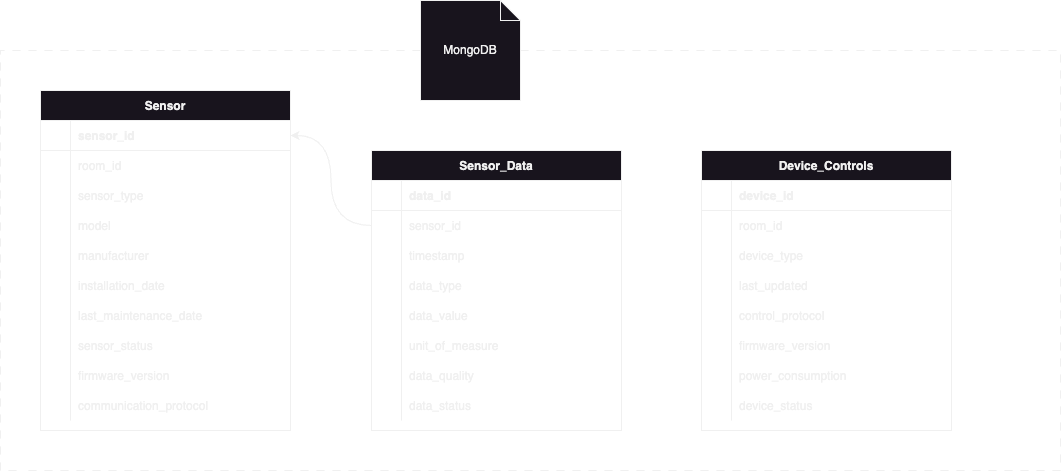 MongoDB
Sensor
sensor_id
room_id
sensor_type
model
manufacturer
installation_date
last_maintenance_date
sensor_status
firmware_version
communication_protocol
Sensor_Data
data_id
sensor_id
timestamp
data_type
data_value
unit_of_measure
data_quality
data_status
Device_Controls
device_id
room_id
device_type
last_updated
control_protocol
firmware_version
power_consumption
device_status